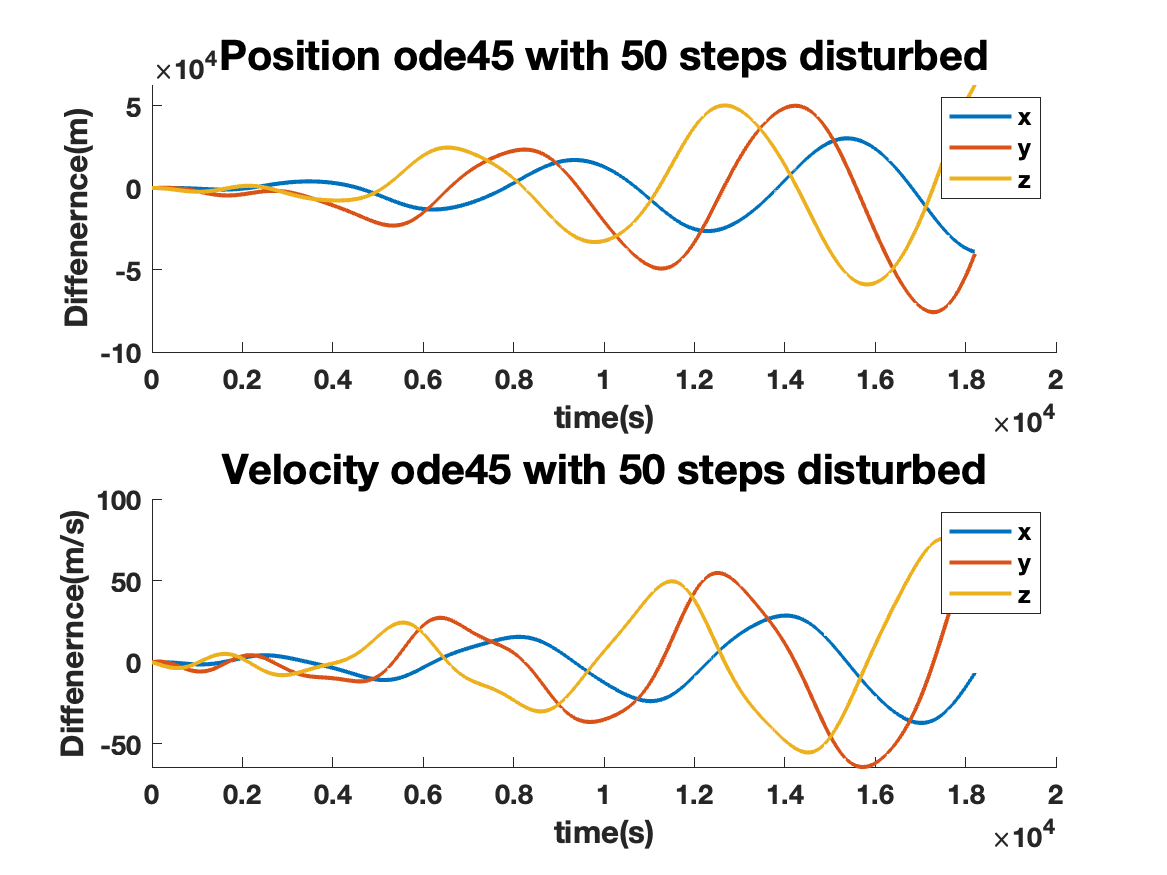 ×10⁴
Position ode45 with 50 steps disturbed
Diffenernce(m)
5
0
-5
-10
x
y
z
0 0.2 0.4 0.6 0.8 1 1.2 1.4 1.6 1.8 2
time(s)
×10⁴
Velocity ode45 with 50 steps disturbed
Diffenernce(m/s)
100
50
0
-50
x
y
z
0 0.2 0.4 0.6 0.8 1 1.2 1.4 1.6 1.8 2
time(s)
×10⁴